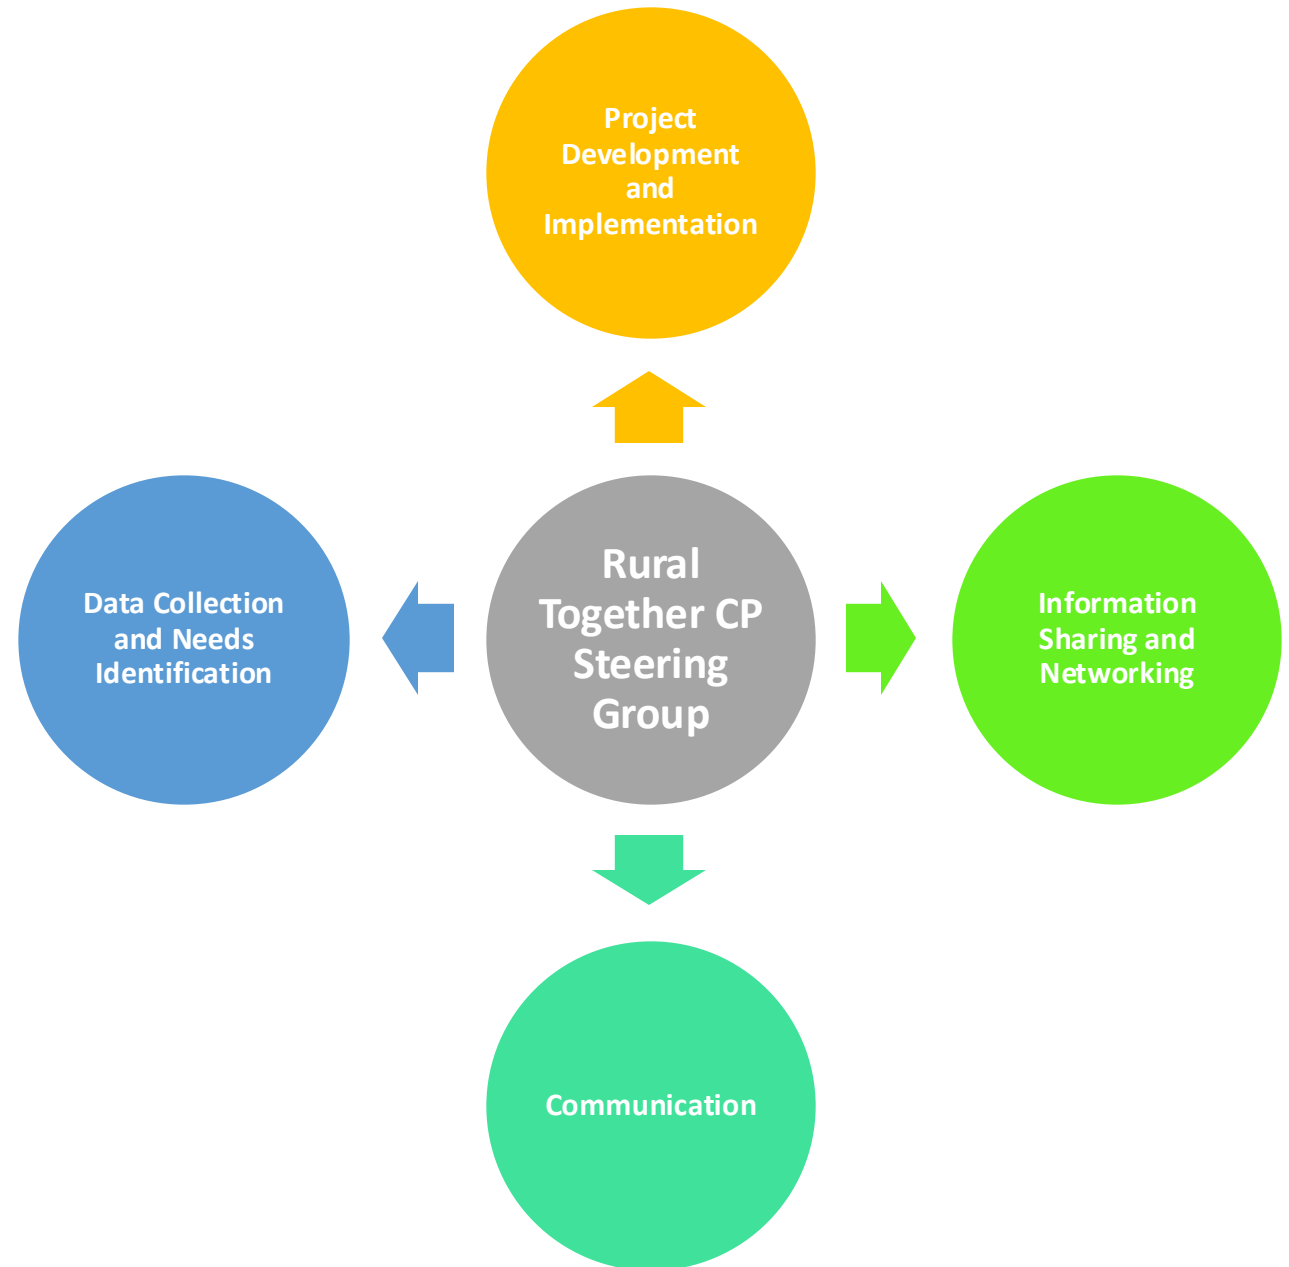 Project
Development
and
Implementation
Data Collection
and Needs
Identification
Rural
Together CP
Steering
Group
Information
Sharing and
Networking
Communication